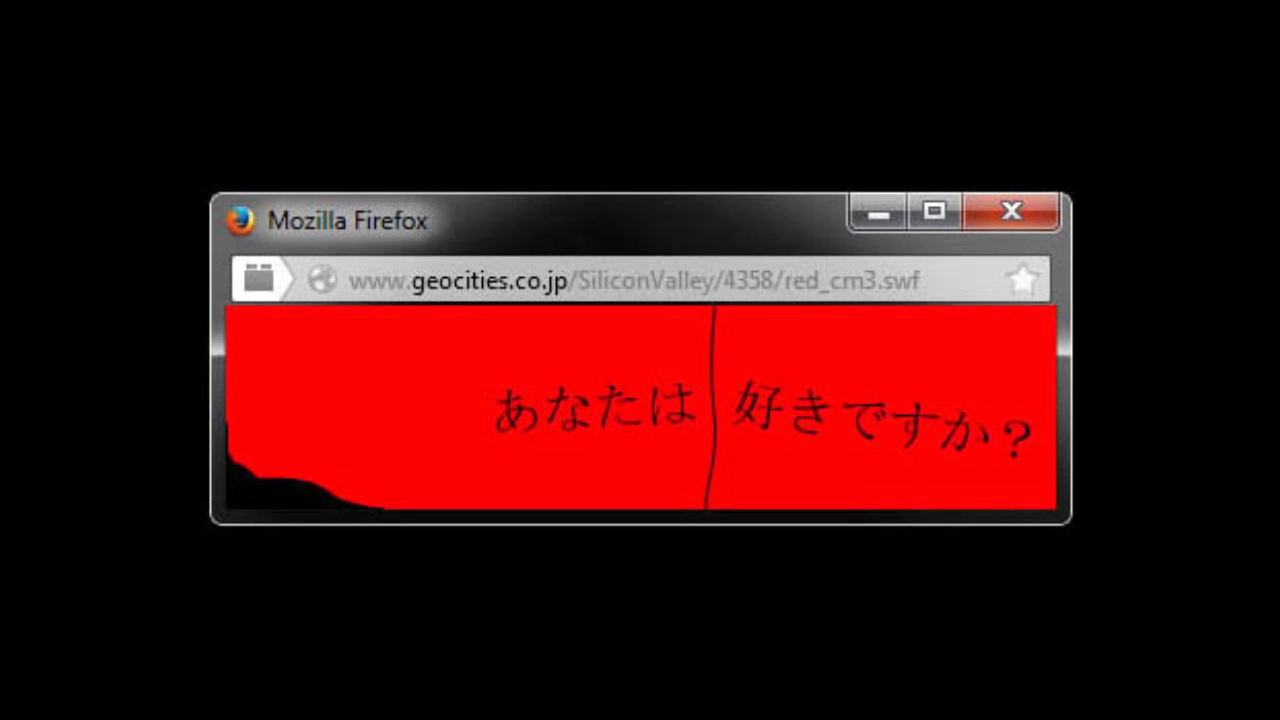 Mozilla Firefox
www.geocities.co.jp/SiliconValley/4358/red_cm3.swf
あなたは 好きですか？